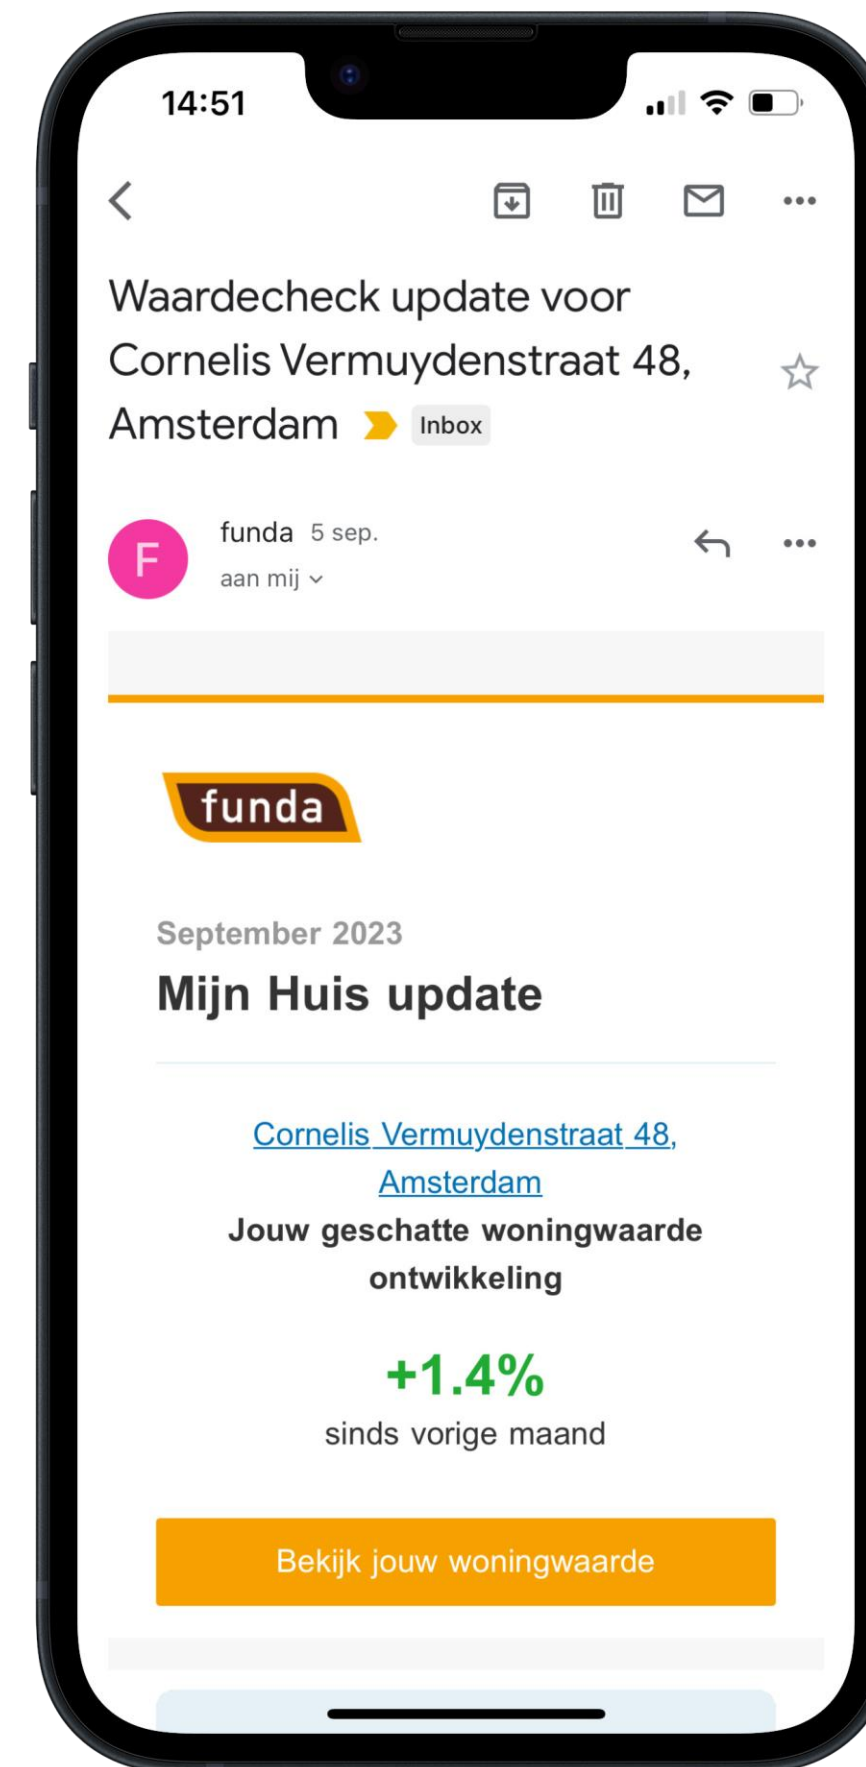 14:51
Waardecheck update voor
Cornelis Vermuydenstraat 48,
Amsterdam Inbox
F
funda 5 sep.
aan mij
funda
September 2023
Mijn Huis update
Cornelis Vermuydenstraat 48,
Amsterdam
Jouw geschatte woningwaarde
ontwikkeling
+1.4%
sinds vorige maand
Bekijk jouw woningwaarde